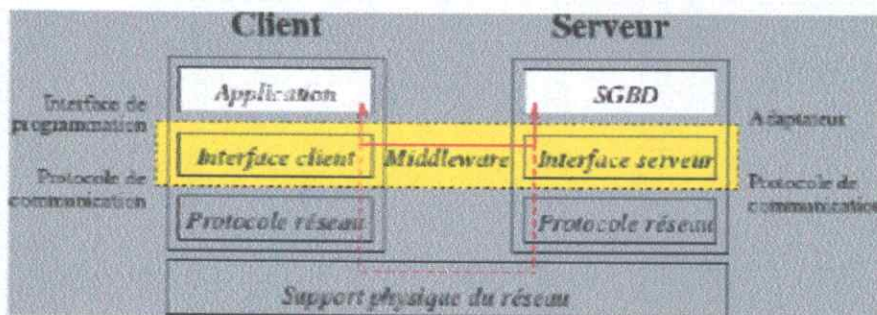 Client Serveur
Application SGBD
Interface de
programmation
Adaptateur
Interface client Middleware Interface serveur
Protocole de
communication
Protocole de
communication
Protocole réseau Protocole réseau
Support physique du réseau